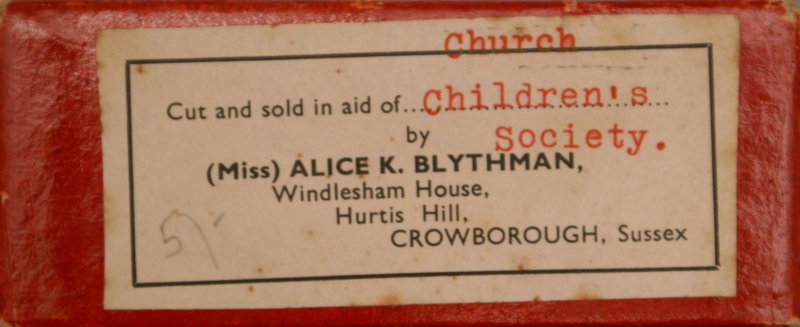 Church
Cut and sold in aid of...Children's...
by Society.
(Miss) ALICE K. BLYTHMAN,
Windlesham House,
Hurtis Hill,
CROWBOROUGH, Sussex
5/-